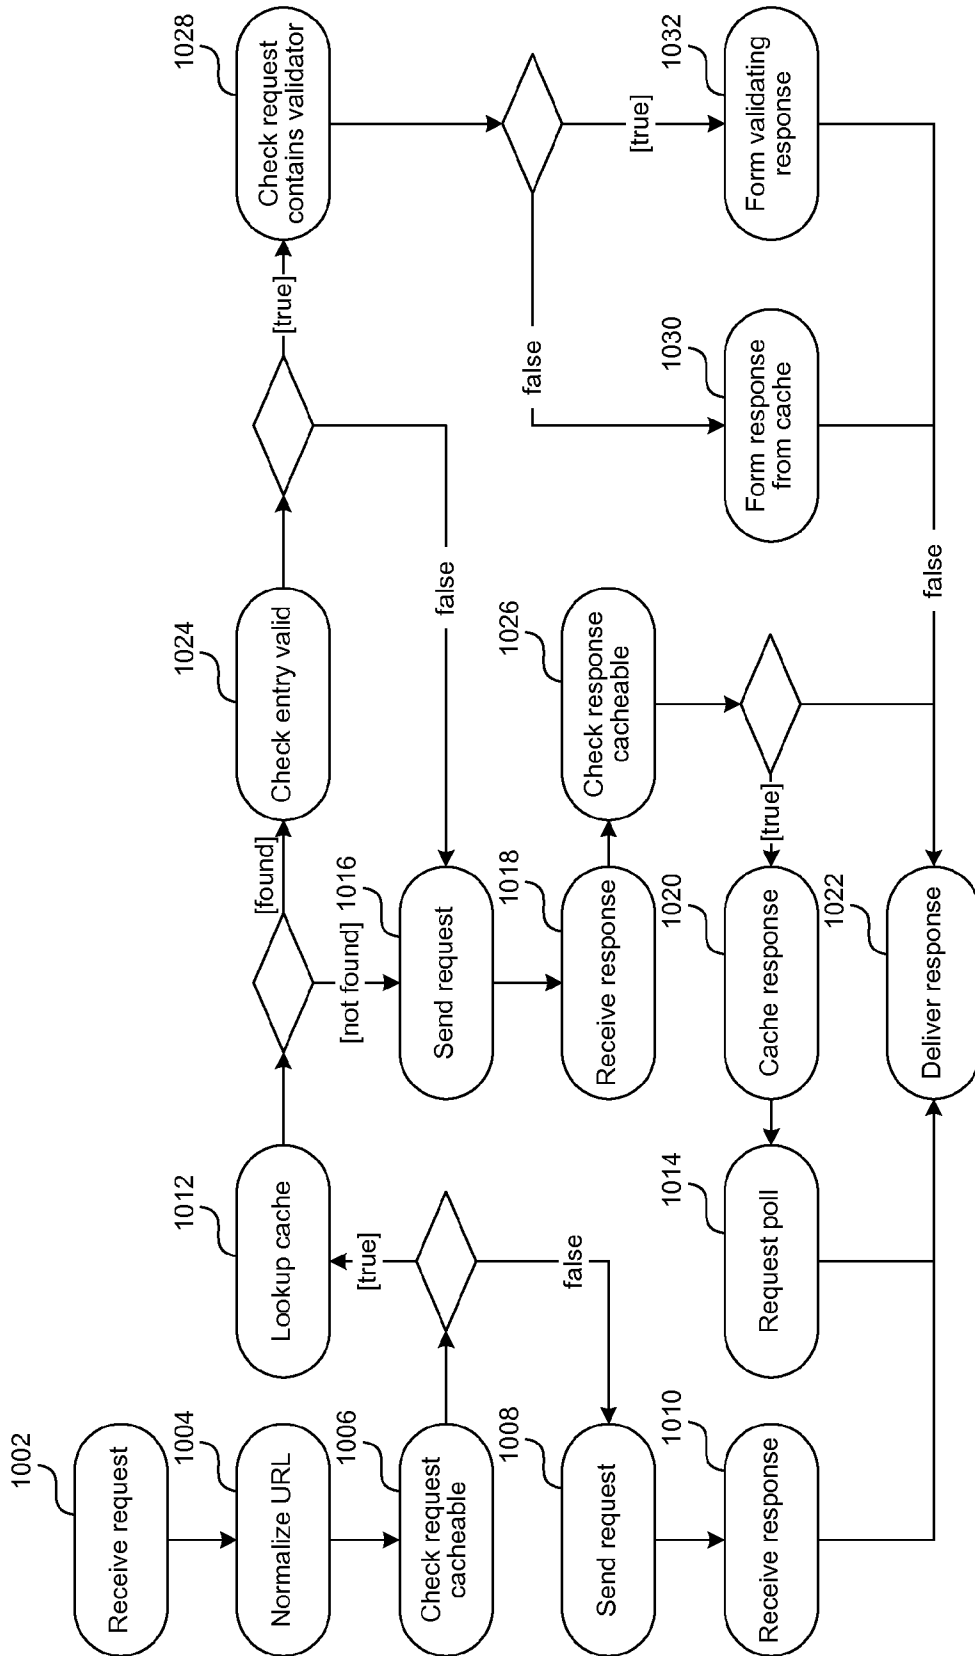 1002
Receive request
1004
Normalize URL
1006
Check request
cacheable
[true]
false
1008
Send request
1010
Receive response
1012
Lookup cache
[found]
[not found]
1016
Send request
1018
Receive response
1024
Check entry valid
[true]
false
1026
Check response
cacheable
[true]
false
1020
Cache response
1014
Request poll
1022
Deliver response
1028
Check request
contains validator
[true]
false
1030
Form response
from cache
1032
Form validating
response